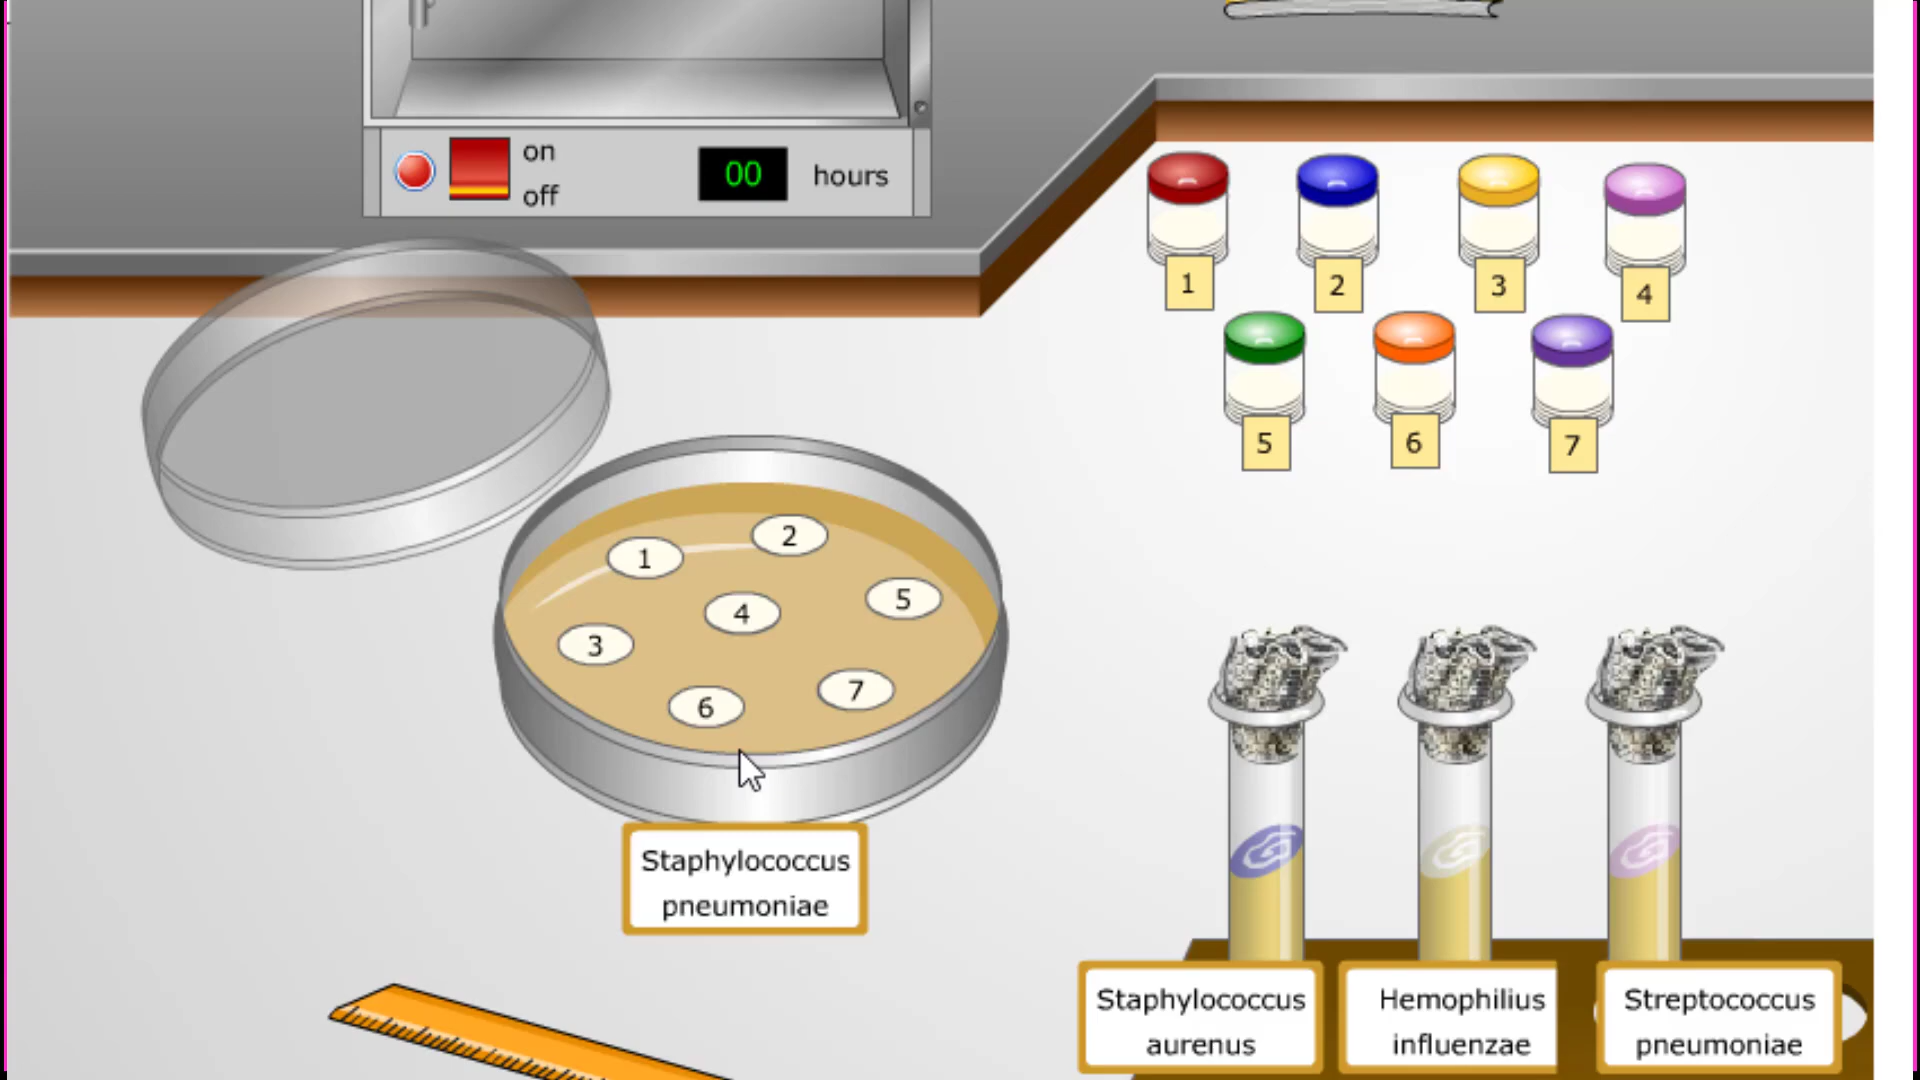 on
off
00 hours
1 2 3 4
5 6 7
1 2
3 4 5
6 7
Staphylococcus
pneumoniae
Staphylococcus
aurenus
Hemophilius
influenzae
Streptococcus
pneumoniae